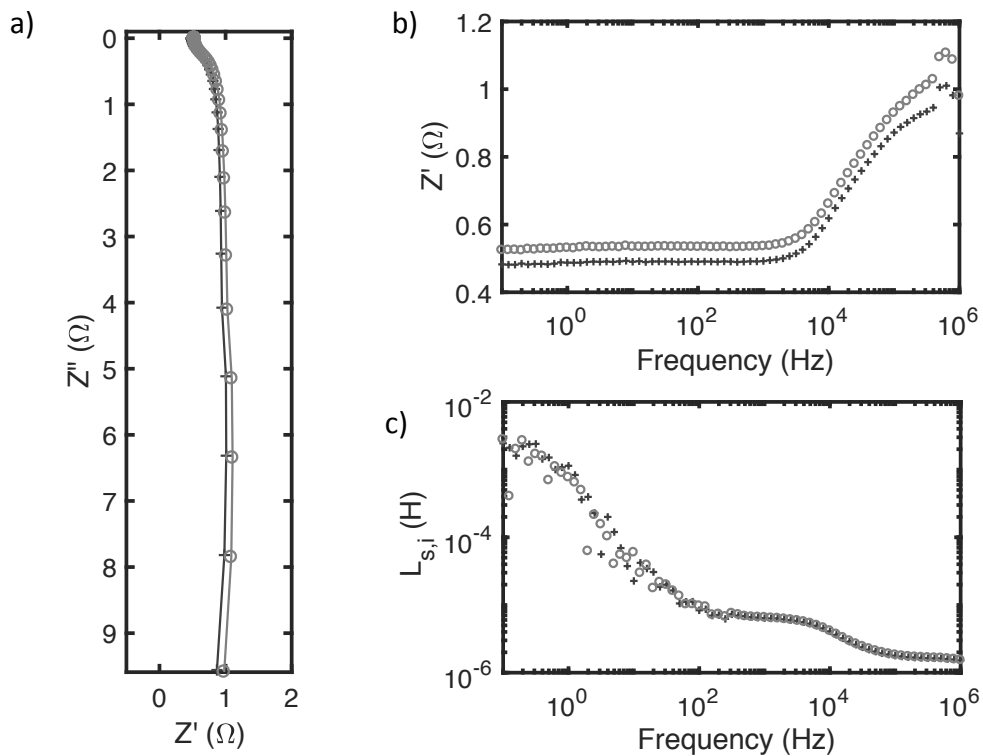 a)
0
1
2
3
4
5
6
7
8
9
Z'' (Ω)
0 1 2
Z' (Ω)
b)
1.2
1
0.8
0.6
0.4
Z' (Ω)
10^0 10^2 10^4 10^6
Frequency (Hz)
c)
10^-2
10^-4
10^-6
L_s,i (H)
10^0 10^2 10^4 10^6
Frequency (Hz)